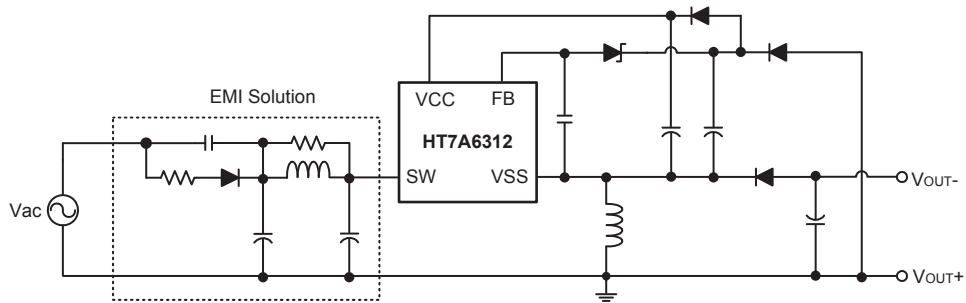 EMI Solution
VCC
FB
HT7A6312
SW
VSS
Vac
VOUT-
VOUT+